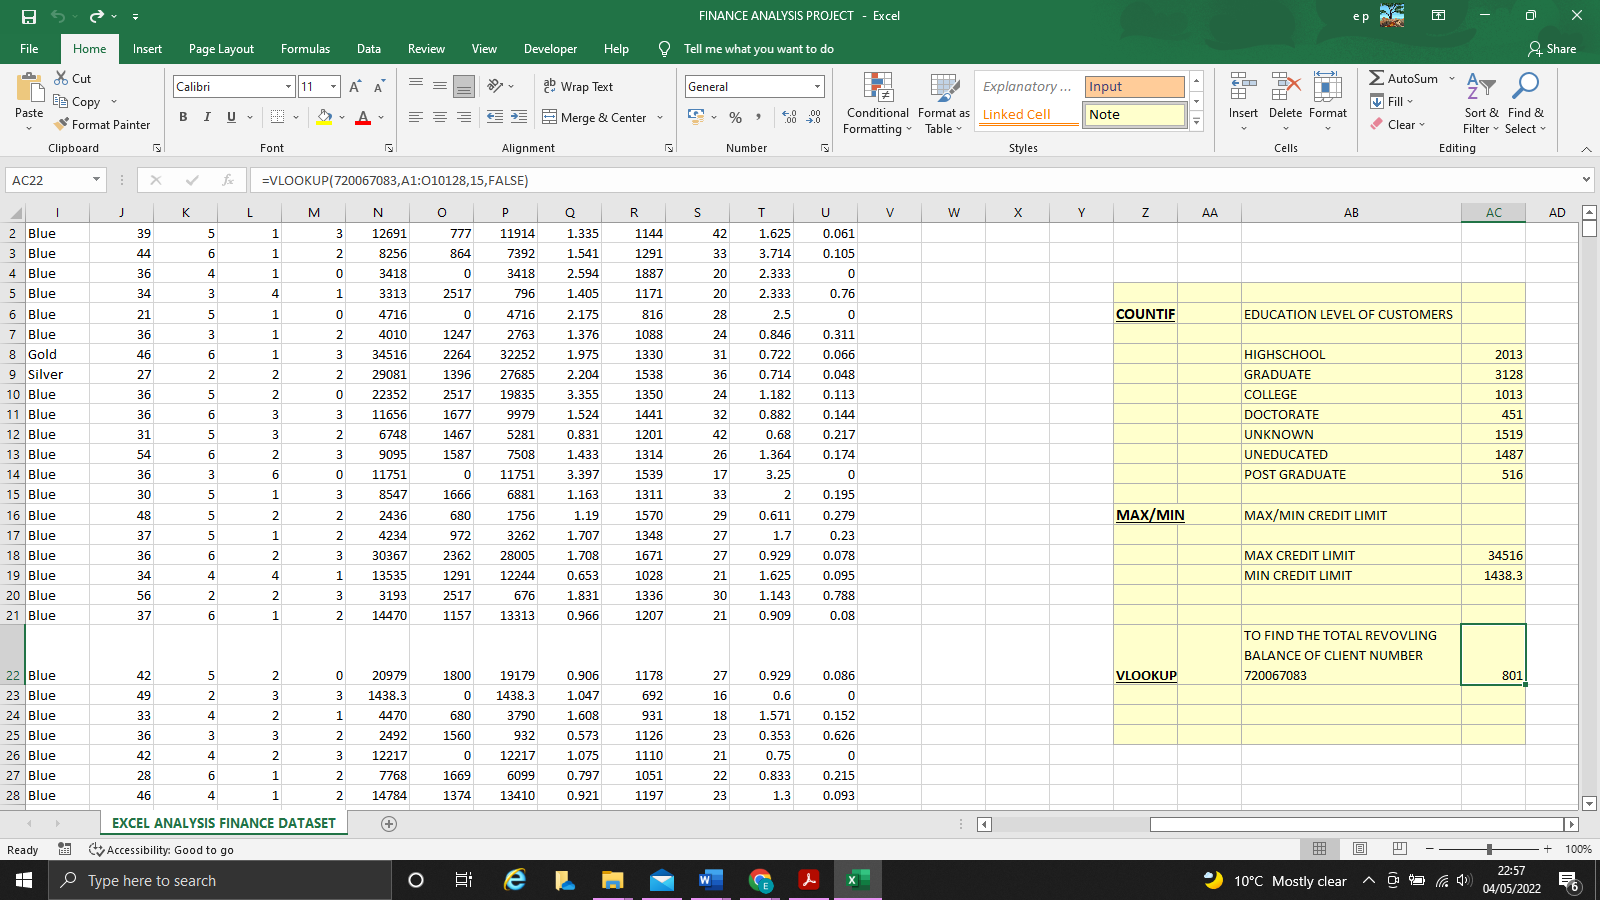 FINANCE ANALYSIS PROJECT - Excel
e p
File Home Insert Page Layout Formulas Data Review View Developer Help Tell me what you want to do Share
Paste
Cut
Copy
Format Painter
Clipboard
Calibri 11
B I U
Font
Wrap Text
Merge & Center
Alignment
General
Number
Conditional Formatting
Format as Table
Explanatory ... Input
Linked Cell Note
Styles
Insert Delete Format
Cells
AutoSum
Fill
Clear
Sort & Filter
Find & Select
Editing
AC22 fx =VLOOKUP(720067083,A1:O10128,15,FALSE)
I J K L M N O P Q R S T U V W X Y Z AA AB AC AD
2 Blue 39 5 1 3 12691 777 11914 1.335 1144 42 1.625 0.061
3 Blue 44 6 1 2 8256 864 7392 1.541 1291 33 3.714 0.105
4 Blue 36 4 1 0 3418 0 3418 2.594 1887 20 2.333 0
5 Blue 34 3 4 1 3313 2517 796 1.405 1171 20 2.333 0.76
6 Blue 21 5 1 0 4716 0 4716 2.175 816 28 2.5 0 COUNTIF EDUCATION LEVEL OF CUSTOMERS
7 Blue 36 3 1 2 4010 1247 2763 1.376 1088 24 0.846 0.311
8 Gold 46 6 1 3 34516 2264 32252 1.975 1330 31 0.722 0.066 HIGHSCHOOL 2013
9 Silver 27 2 2 2 29081 1396 27685 2.204 1538 36 0.714 0.048 GRADUATE 3128
10 Blue 36 5 2 0 22352 2517 19835 3.355 1350 24 1.182 0.113 COLLEGE 1013
11 Blue 36 6 3 3 11656 1677 9979 1.524 1441 32 0.882 0.144 DOCTORATE 451
12 Blue 31 5 3 2 6748 1467 5281 0.831 1201 42 0.68 0.217 UNKNOWN 1519
13 Blue 54 6 2 3 9095 1587 7508 1.433 1314 26 1.364 0.174 UNEDUCATED 1487
14 Blue 36 3 6 0 11751 0 11751 3.397 1539 17 3.25 0 POST GRADUATE 516
15 Blue 30 5 1 3 8547 1666 6881 1.163 1311 33 2 0.195
16 Blue 48 5 2 2 2436 680 1756 1.19 1570 29 0.611 0.279 MAX/MIN MAX/MIN CREDIT LIMIT
17 Blue 37 5 1 2 4234 972 3262 1.707 1348 27 1.7 0.23
18 Blue 36 6 2 3 30367 2362 28005 1.708 1671 27 0.929 0.078 MAX CREDIT LIMIT 34516
19 Blue 34 4 4 1 13535 1291 12244 0.653 1028 21 1.625 0.095 MIN CREDIT LIMIT 1438.3
20 Blue 56 2 2 3 3193 2517 676 1.831 1336 30 1.143 0.788
21 Blue 37 6 1 2 14470 1157 13313 0.966 1207 21 0.909 0.08
TO FIND THE TOTAL REVOVLING
BALANCE OF CLIENT NUMBER
22 Blue 42 5 2 0 20979 1800 19179 0.906 1178 27 0.929 0.086 VLOOKUP 720067083 801
23 Blue 49 2 3 3 1438.3 0 1438.3 1.047 692 16 0.6 0
24 Blue 33 4 2 1 4470 680 3790 1.608 931 18 1.571 0.152
25 Blue 36 3 3 2 2492 1560 932 0.573 1126 23 0.353 0.626
26 Blue 42 4 2 3 12217 0 12217 1.075 1110 21 0.75 0
27 Blue 28 6 1 2 7768 1669 6099 0.797 1051 22 0.833 0.215
28 Blue 46 4 1 2 14784 1374 13410 0.921 1197 23 1.3 0.093
EXCEL ANALYSIS FINANCE DATASET
Ready Accessibility: Good to go 100%
Type here to search
10°C Mostly clear
22:57
04/05/2022
6